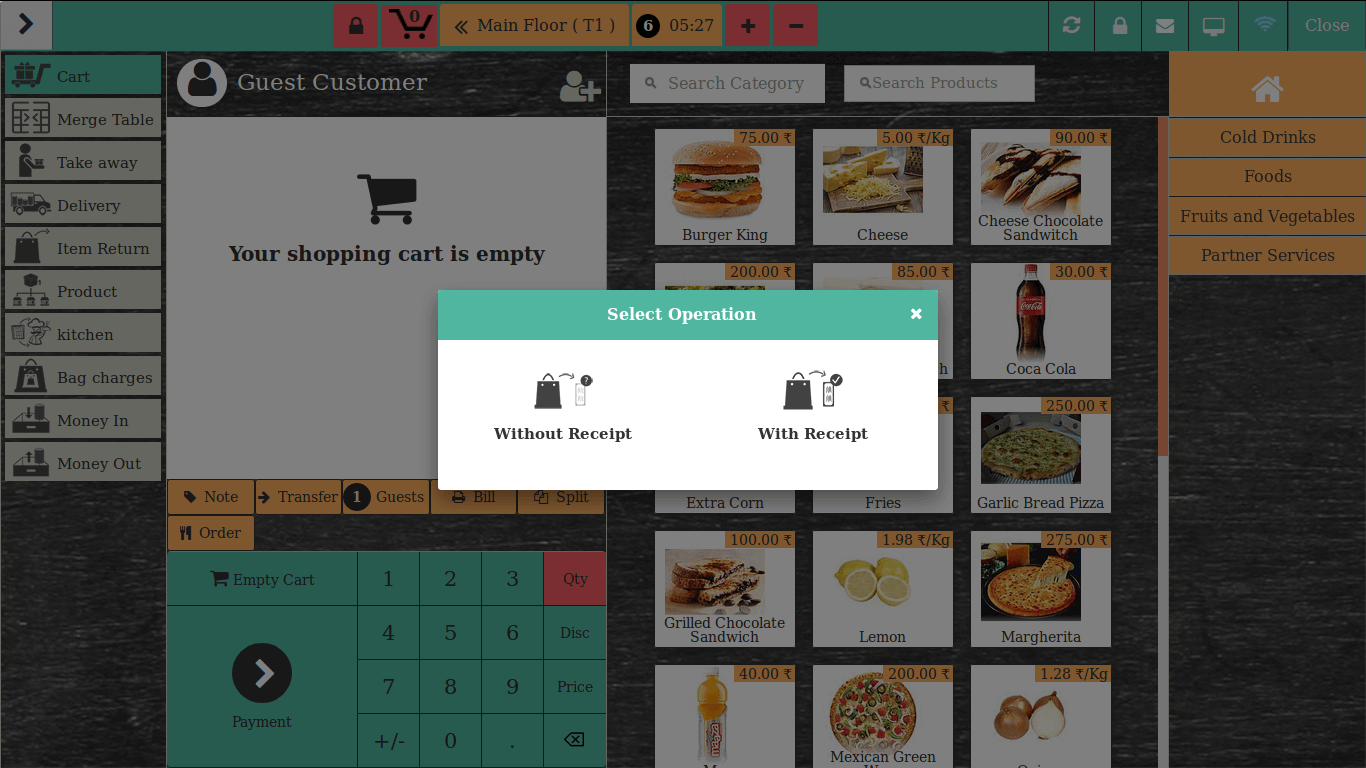 0
Main Floor ( T1 )
6 05:27
Close
Cart
Merge Table
Take away
Delivery
Item Return
Product
kitchen
Bag charges
Money In
Money Out
Guest Customer
Your shopping cart is empty
Note
Transfer
1 Guests
Bill
Split
Order
Empty Cart
1 2 3 Qty
4 5 6 Disc
7 8 9 Price
+/- 0 .
Payment
Search Category
Search Products
75.00 ₹
Burger King
5.00 ₹/Kg
Cheese
90.00 ₹
Cheese Chocolate
Sandwitch
200.00 ₹
85.00 ₹
30.00 ₹
Coca Cola
Select Operation
Without Receipt
With Receipt
Extra Corn
Fries
250.00 ₹
Garlic Bread Pizza
100.00 ₹
Grilled Chocolate
Sandwich
1.98 ₹/Kg
Lemon
275.00 ₹
Margherita
40.00 ₹
maaza
200.00 ₹
Mexican Green
1.28 ₹/Kg
Cold Drinks
Foods
Fruits and Vegetables
Partner Services